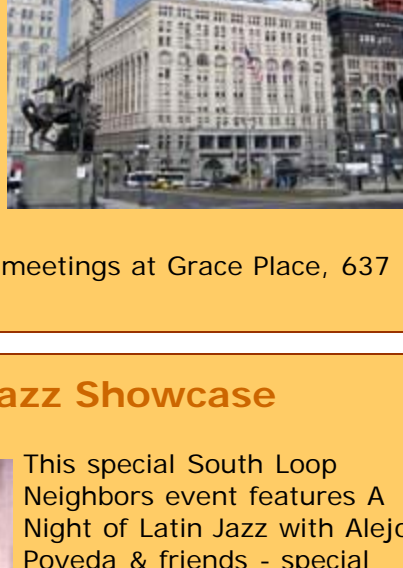 meetings at Grace Place, 637
azz Showcase
This special South Loop
Neighbors event features A
Night of Latin Jazz with Alejo
Poveda & friends - special